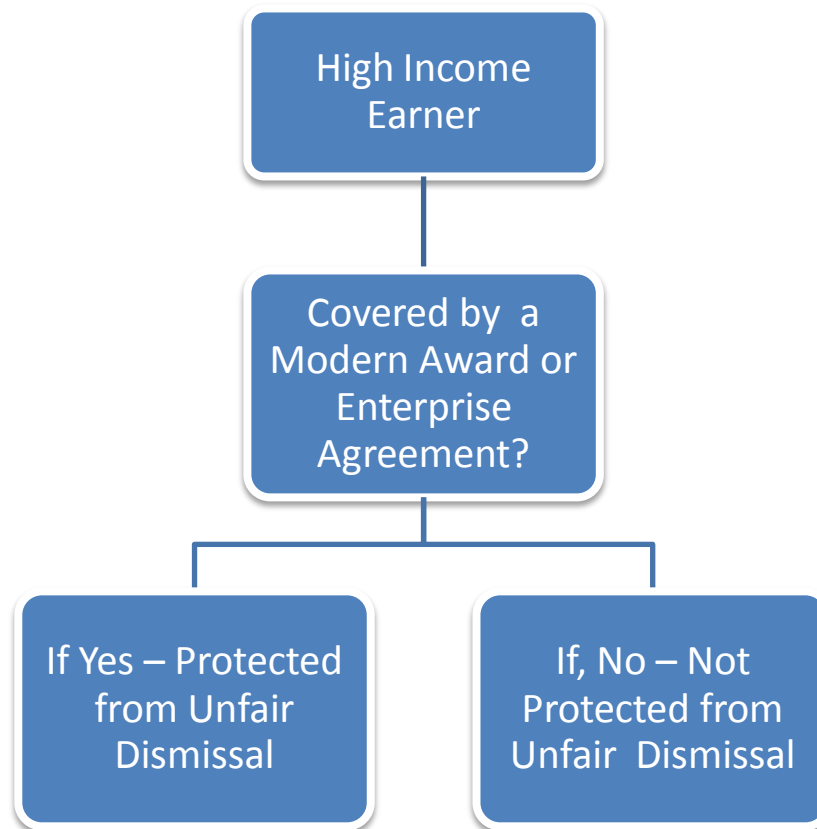 High Income
Earner
Covered by a
Modern Award or
Enterprise
Agreement?
If Yes – Protected
from Unfair
Dismissal
If, No – Not
Protected from
Unfair Dismissal